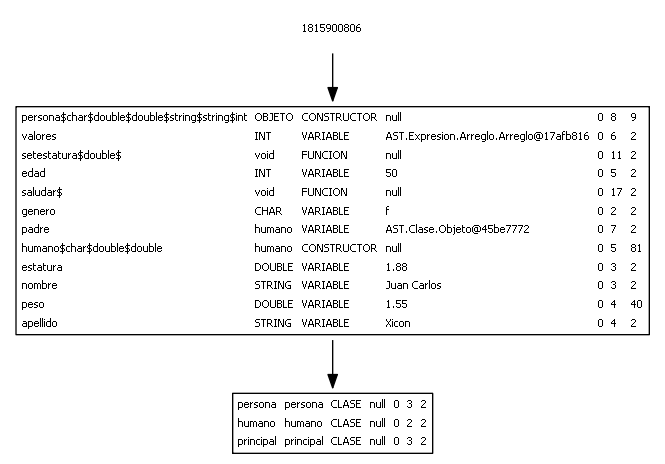 1815900806
persona$char$double$double$string$string$int OBJETO CONSTRUCTOR null 0 8 9
valores INT VARIABLE AST.Expresion.Arreglo.Arreglo@17afb816 0 6 2
setestatura$double$ void FUNCION null 0 11 2
edad INT VARIABLE 50 0 5 2
saludar$ void FUNCION null 0 17 2
genero CHAR VARIABLE f 0 2 2
padre humano VARIABLE AST.Clase.Objeto@45be7772 0 7 2
humano$char$double$double humano CONSTRUCTOR null 0 5 81
estatura DOUBLE VARIABLE 1.88 0 3 2
nombre STRING VARIABLE Juan Carlos 0 3 2
peso DOUBLE VARIABLE 1.55 0 4 40
apellido STRING VARIABLE Xicon 0 4 2
persona persona CLASE null 0 3 2
humano humano CLASE null 0 2 2
principal principal CLASE null 0 3 2